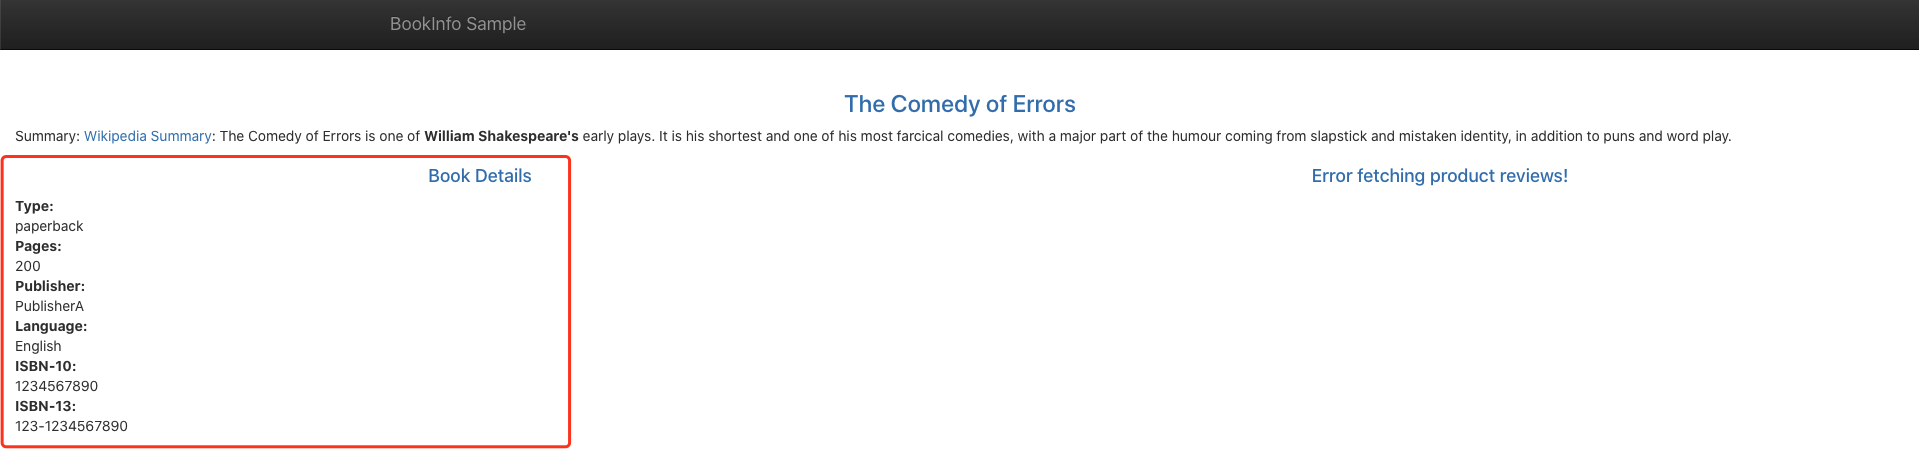 BookInfo Sample
The Comedy of Errors
Summary: Wikipedia Summary: The Comedy of Errors is one of William Shakespeare's early plays. It is his shortest and one of his most farcical comedies, with a major part of the humour coming from slapstick and mistaken identity, in addition to puns and word play.
Book Details
Type:
paperback
Pages:
200
Publisher:
PublisherA
Language:
English
ISBN-10:
1234567890
ISBN-13:
123-1234567890
Error fetching product reviews!